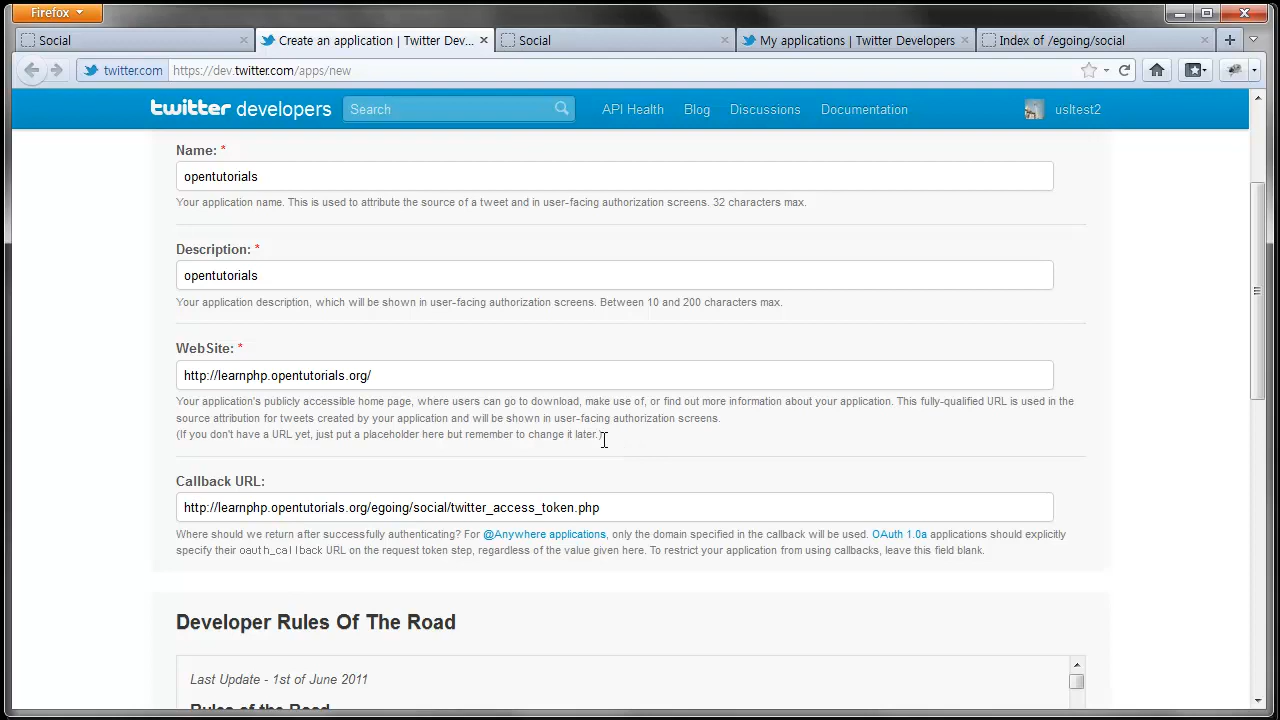 Firefox
Social
Create an application | Twitter Dev...
Social
My applications | Twitter Developers
Index of /egoing/social
twitter.com
https://dev.twitter.com/apps/new
twitter developers
Search
API Health
Blog
Discussions
Documentation
usltest2
Name: *
opentutorials
Your application name. This is used to attribute the source of a tweet and in user-facing authorization screens. 32 characters max.
Description: *
opentutorials
Your application description, which will be shown in user-facing authorization screens. Between 10 and 200 characters max.
WebSite: *
http://learnphp.opentutorials.org/
Your application's publicly accessible home page, where users can go to download, make use of, or find out more information about your application. This fully-qualified URL is used in the
source attribution for tweets created by your application and will be shown in user-facing authorization screens.
(If you don't have a URL yet, just put a placeholder here but remember to change it later.)
Callback URL:
http://learnphp.opentutorials.org/egoing/social/twitter_access_token.php
Where should we return after successfully authenticating? For @Anywhere applications, only the domain specified in the callback will be used. OAuth 1.0a applications should explicitly
specify their oauth_callback URL on the request token step, regardless of the value given here. To restrict your application from using callbacks, leave this field blank.
Developer Rules Of The Road
Last Update - 1st of June 2011
Rules of the Road